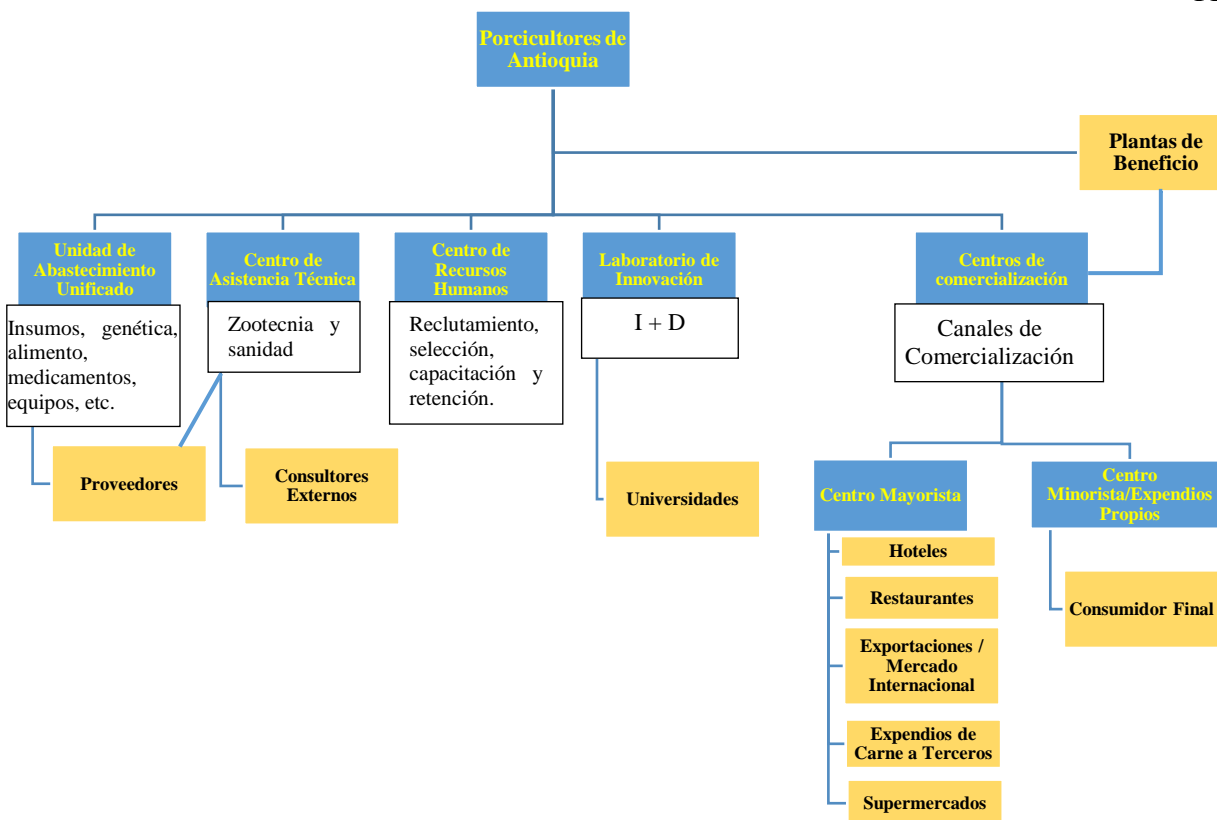 Porcicultores de
Antioquia
Plantas de
Beneficio
Unidad de
Abastecimiento
Unificado
Centro de
Asistencia Técnica
Centro de
Recursos
Humanos
Laboratorio de
Innovación
Centros de
comercialización
Insumos, genética,
alimento,
medicamentos,
equipos, etc.
Zootecnia y
sanidad
Reclutamiento,
selección,
capacitación y
retención.
I + D
Canales de
Comercialización
Proveedores
Consultores
Externos
Universidades
Centro Mayorista
Centro
Minorista/Expendios
Propios
Hoteles
Restaurantes
Exportaciones /
Mercado
Internacional
Expendios de
Carne a Terceros
Supermercados
Consumidor Final